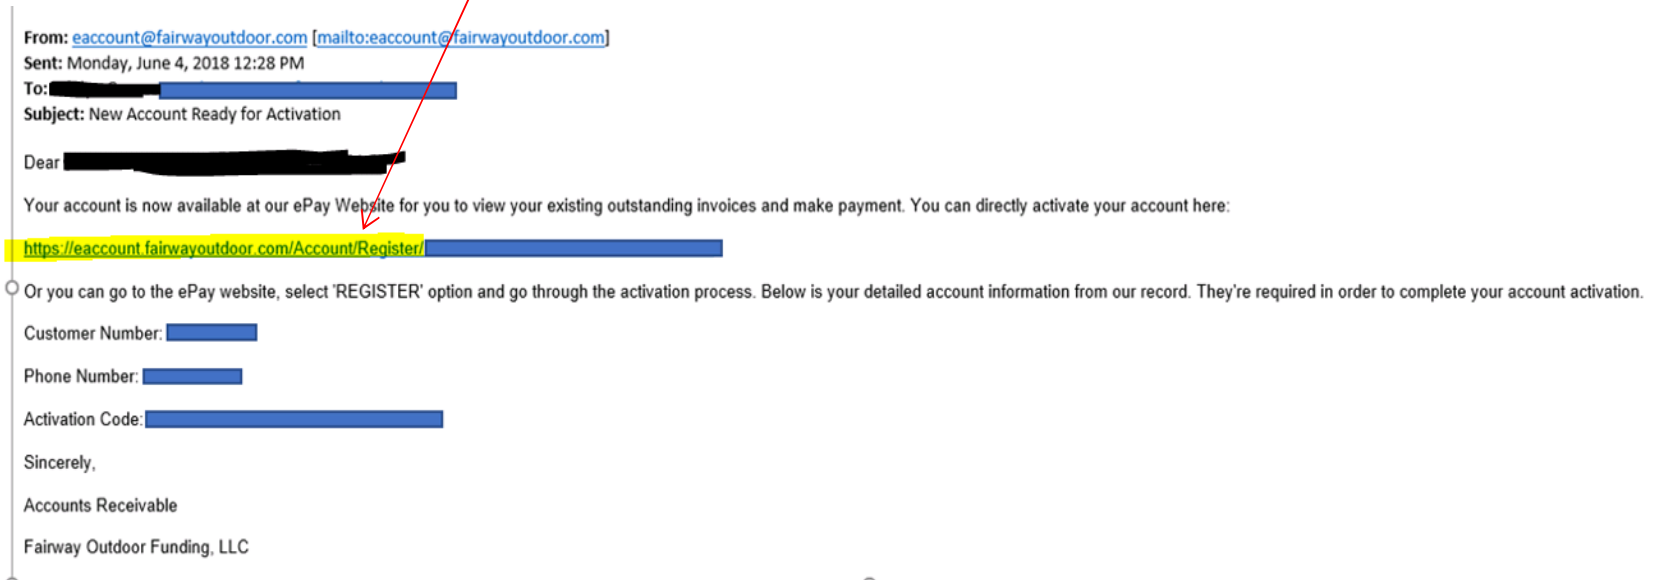 From: eaccount@fairwayoutdoor.com [mailto:eaccount@fairwayoutdoor.com]
Sent: Monday, June 4, 2018 12:28 PM
To:
Subject: New Account Ready for Activation
Dear
Your account is now available at our ePay Website for you to view your existing outstanding invoices and make payment. You can directly activate your account here:
https://eaccount.fairwayoutdoor.com/Account/Register/
Or you can go to the ePay website, select 'REGISTER' option and go through the activation process. Below is your detailed account information from our record. They're required in order to complete your account activation.
Customer Number:
Phone Number:
Activation Code:
Sincerely,
Accounts Receivable
Fairway Outdoor Funding, LLC